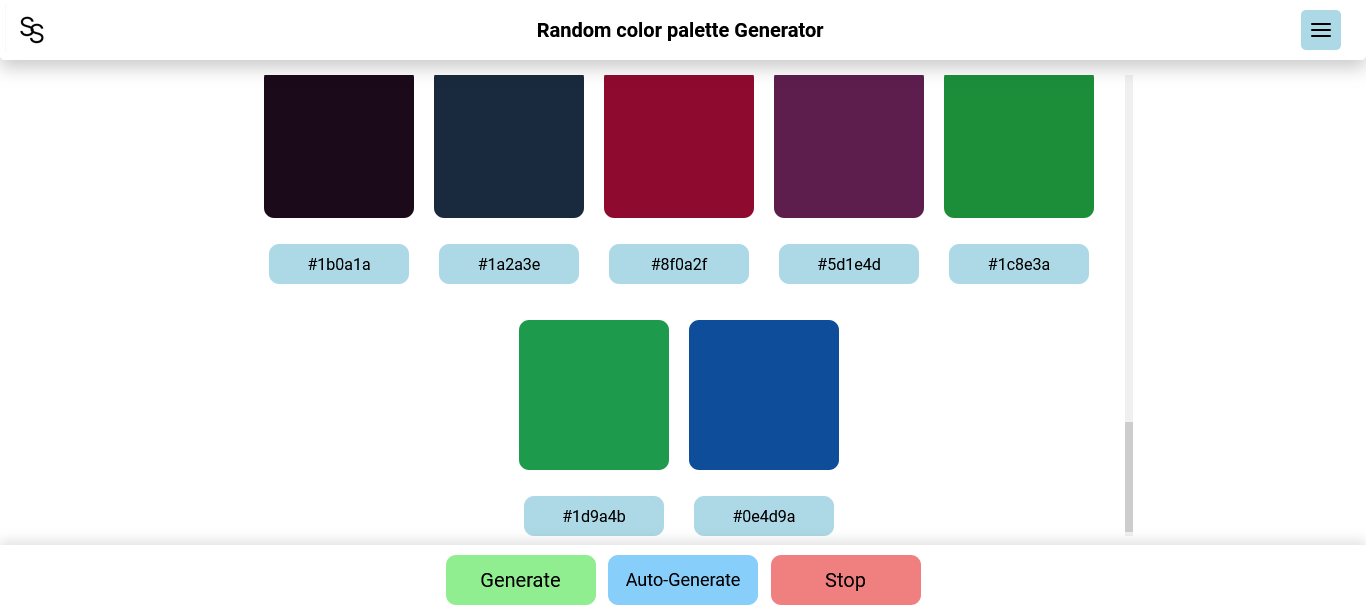 SS
Random color palette Generator
#1b0a1a
#1a2a3e
#8f0a2f
#5d1e4d
#1c8e3a
#1d9a4b
#0e4d9a
Generate
Auto-Generate
Stop